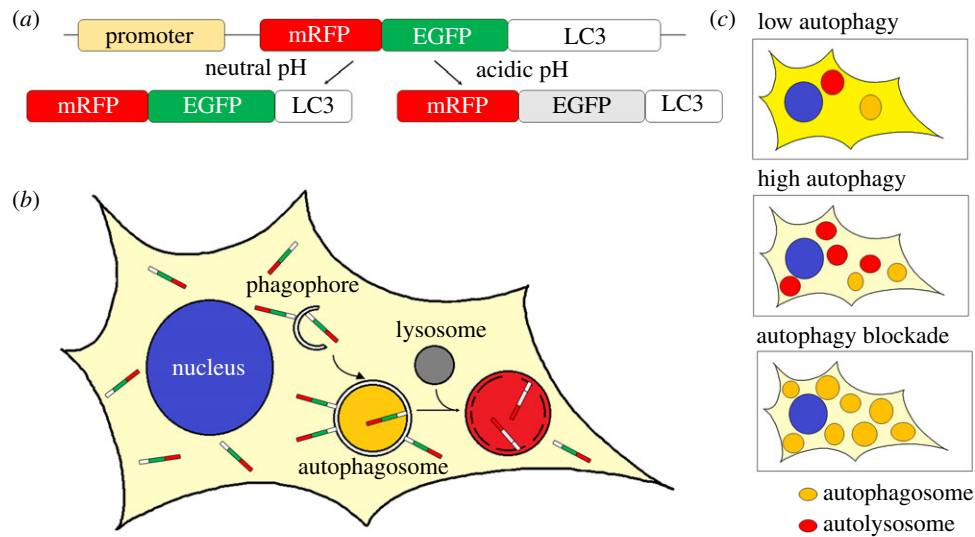 (a)
promoter
mRFP
EGFP
LC3
neutral pH
acidic pH
mRFP
EGFP
LC3
mRFP
EGFP
LC3
(b)
phagophore
lysosome
nucleus
autophagosome
(c)
low autophagy
high autophagy
autophagy blockade
autophagosome
autolysosome